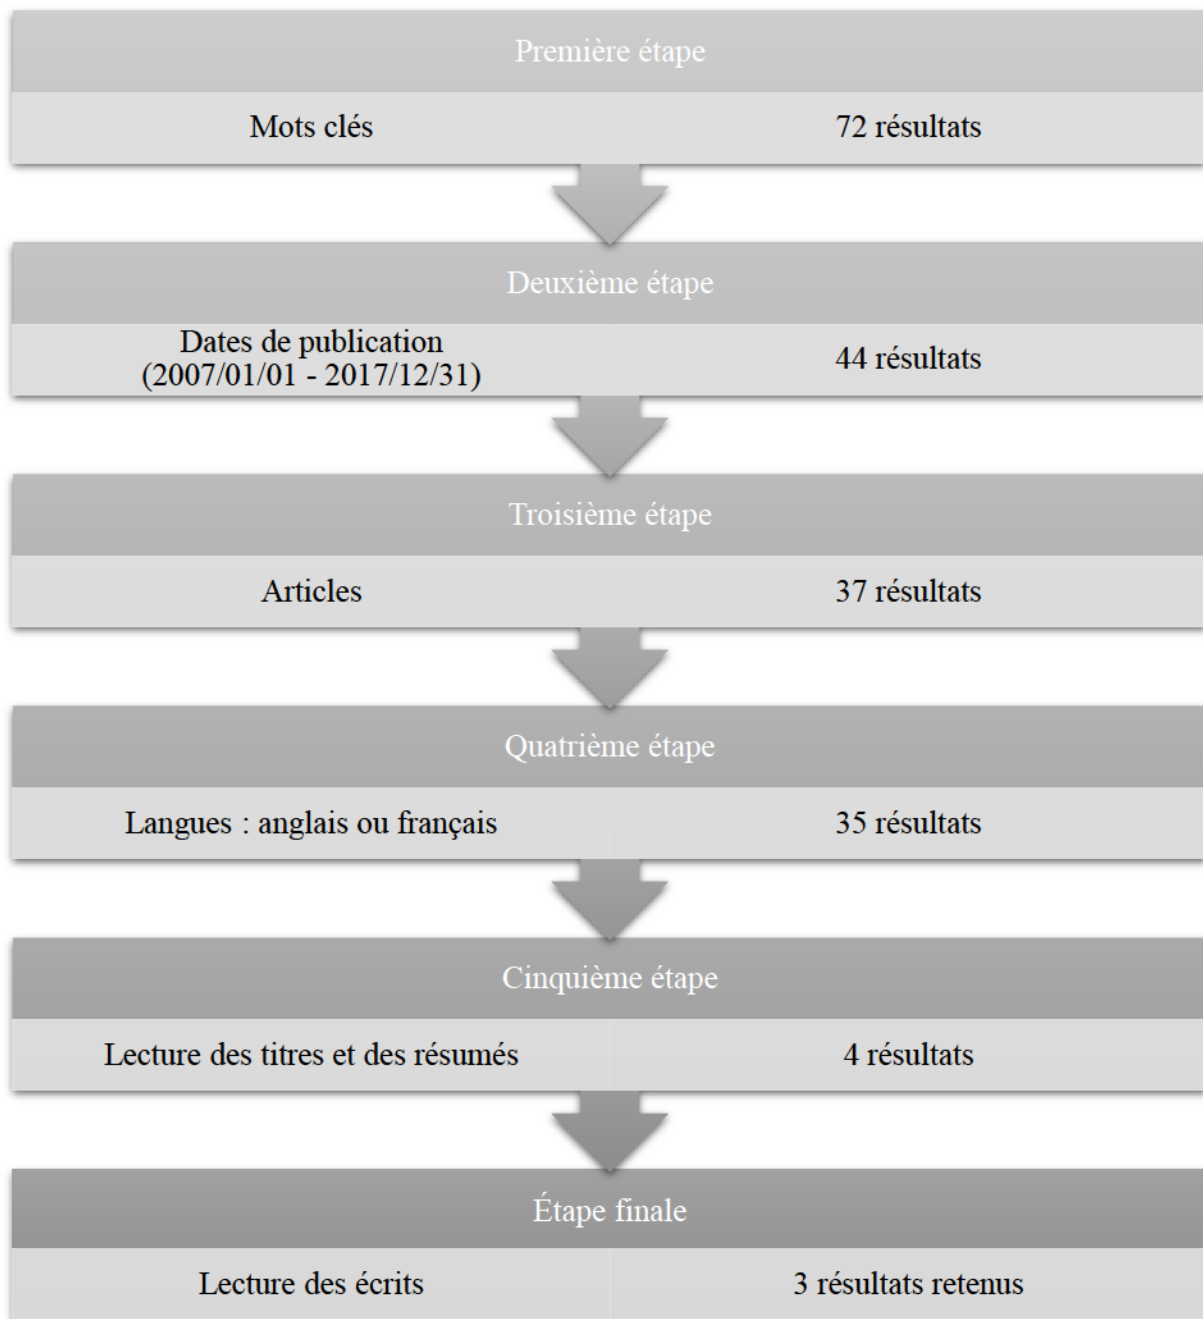 Première étape
Mots clés
72 résultats
Deuxième étape
Dates de publication
(2007/01/01 - 2017/12/31)
44 résultats
Troisième étape
Articles
37 résultats
Quatrième étape
Langues : anglais ou français
35 résultats
Cinquième étape
Lecture des titres et des résumés
4 résultats
Étape finale
Lecture des écrits
3 résultats retenus